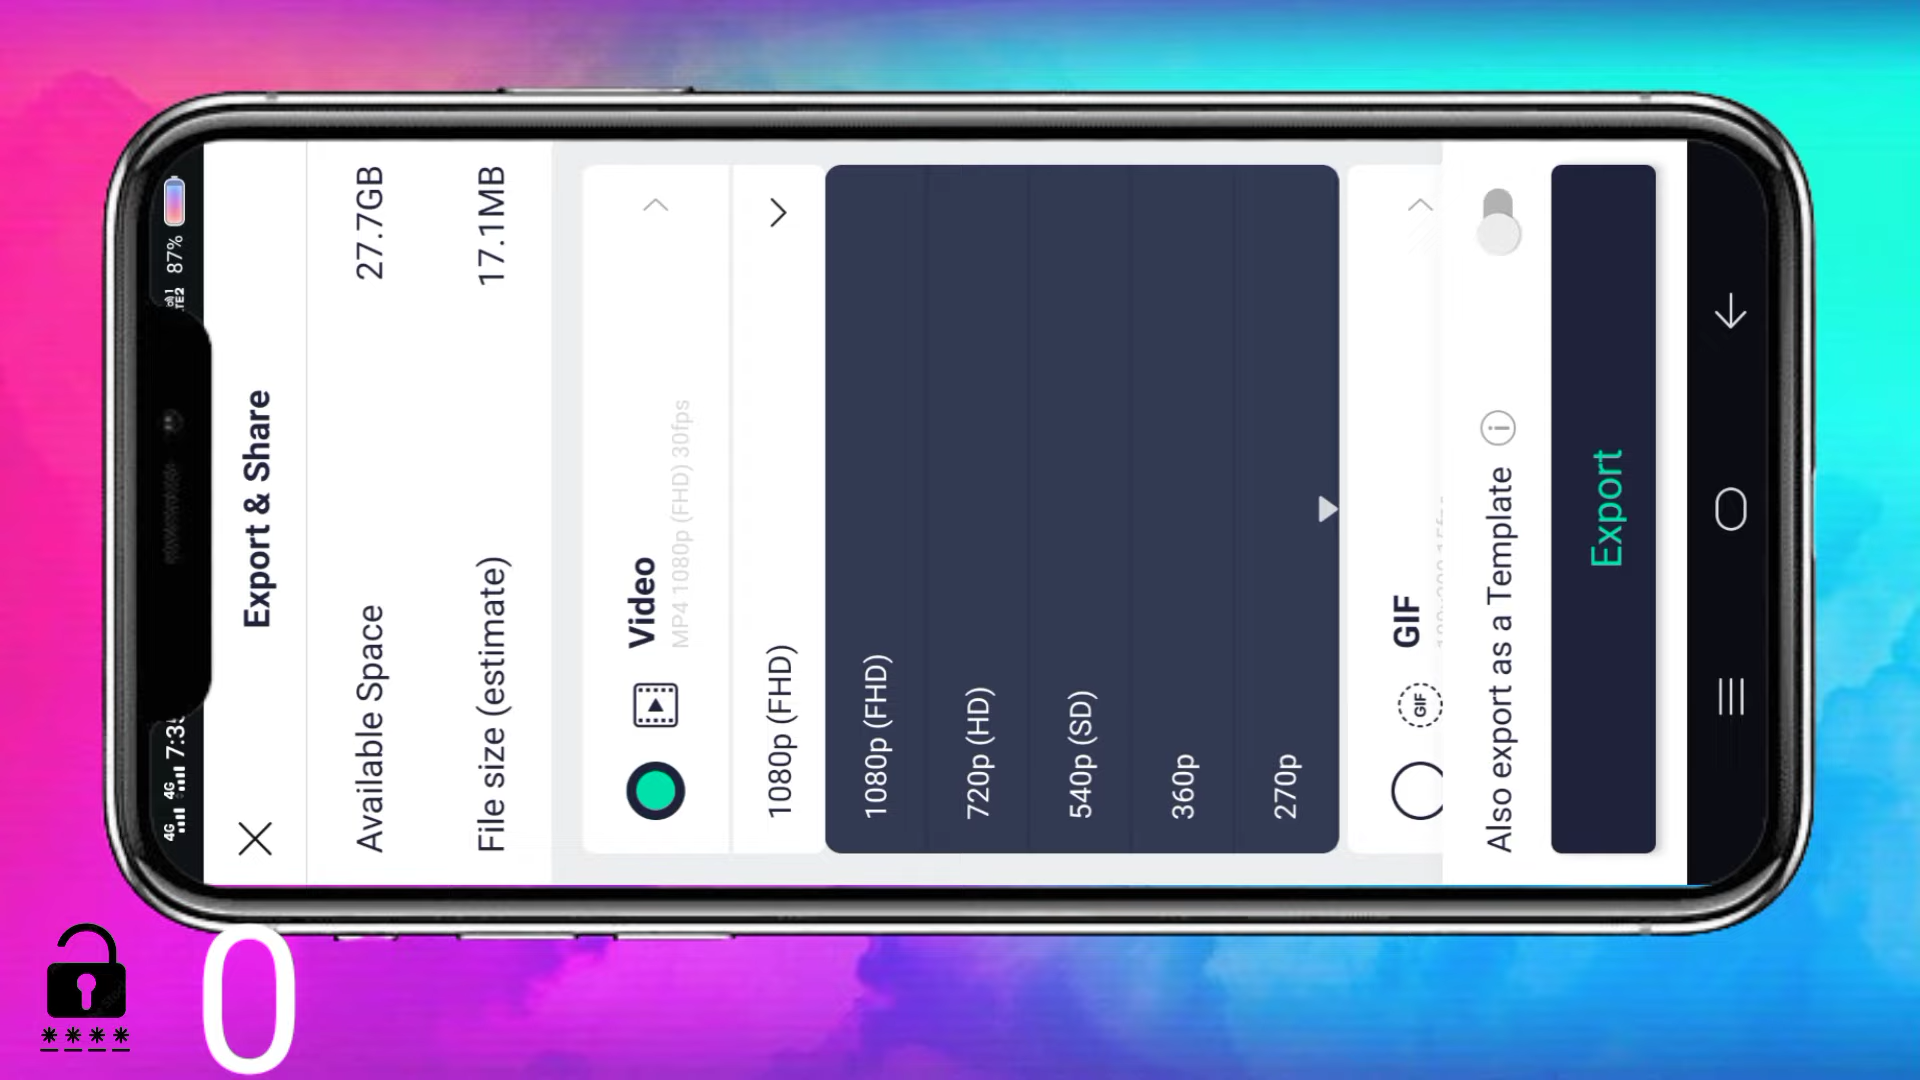 7:35
4G
4G
87%
Export & Share
Available Space
27.7GB
File size (estimate)
17.1MB
Video
MP4 1080p (FHD) 30fps
1080p (FHD)
1080p (FHD)
720p (HD)
540p (SD)
360p
270p
GIF
GIF
Also export as a Template
Export
****
0